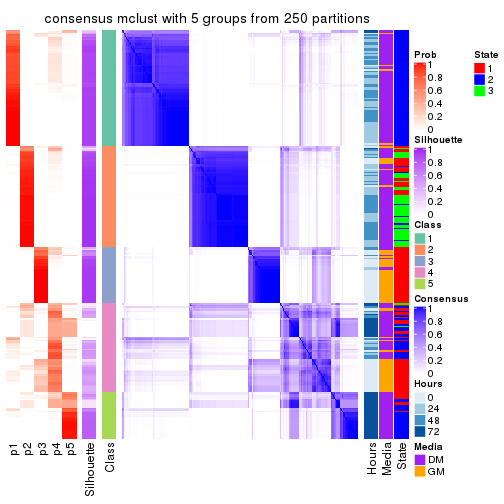 consensus mclust with 5 groups from 250 partitions
Prob
1
0.8
0.6
0.4
0.2
0
State
1
2
3
Silhouette
1
0.8
0.6
0.4
0.2
0
Class
1
2
3
4
5
Consensus
1
0.8
0.6
0.4
0.2
0
Hours
0
24
48
72
Media
DM
GM
p1
p2
p3
p4
p5
Silhouette
Class
Hours
Media
State